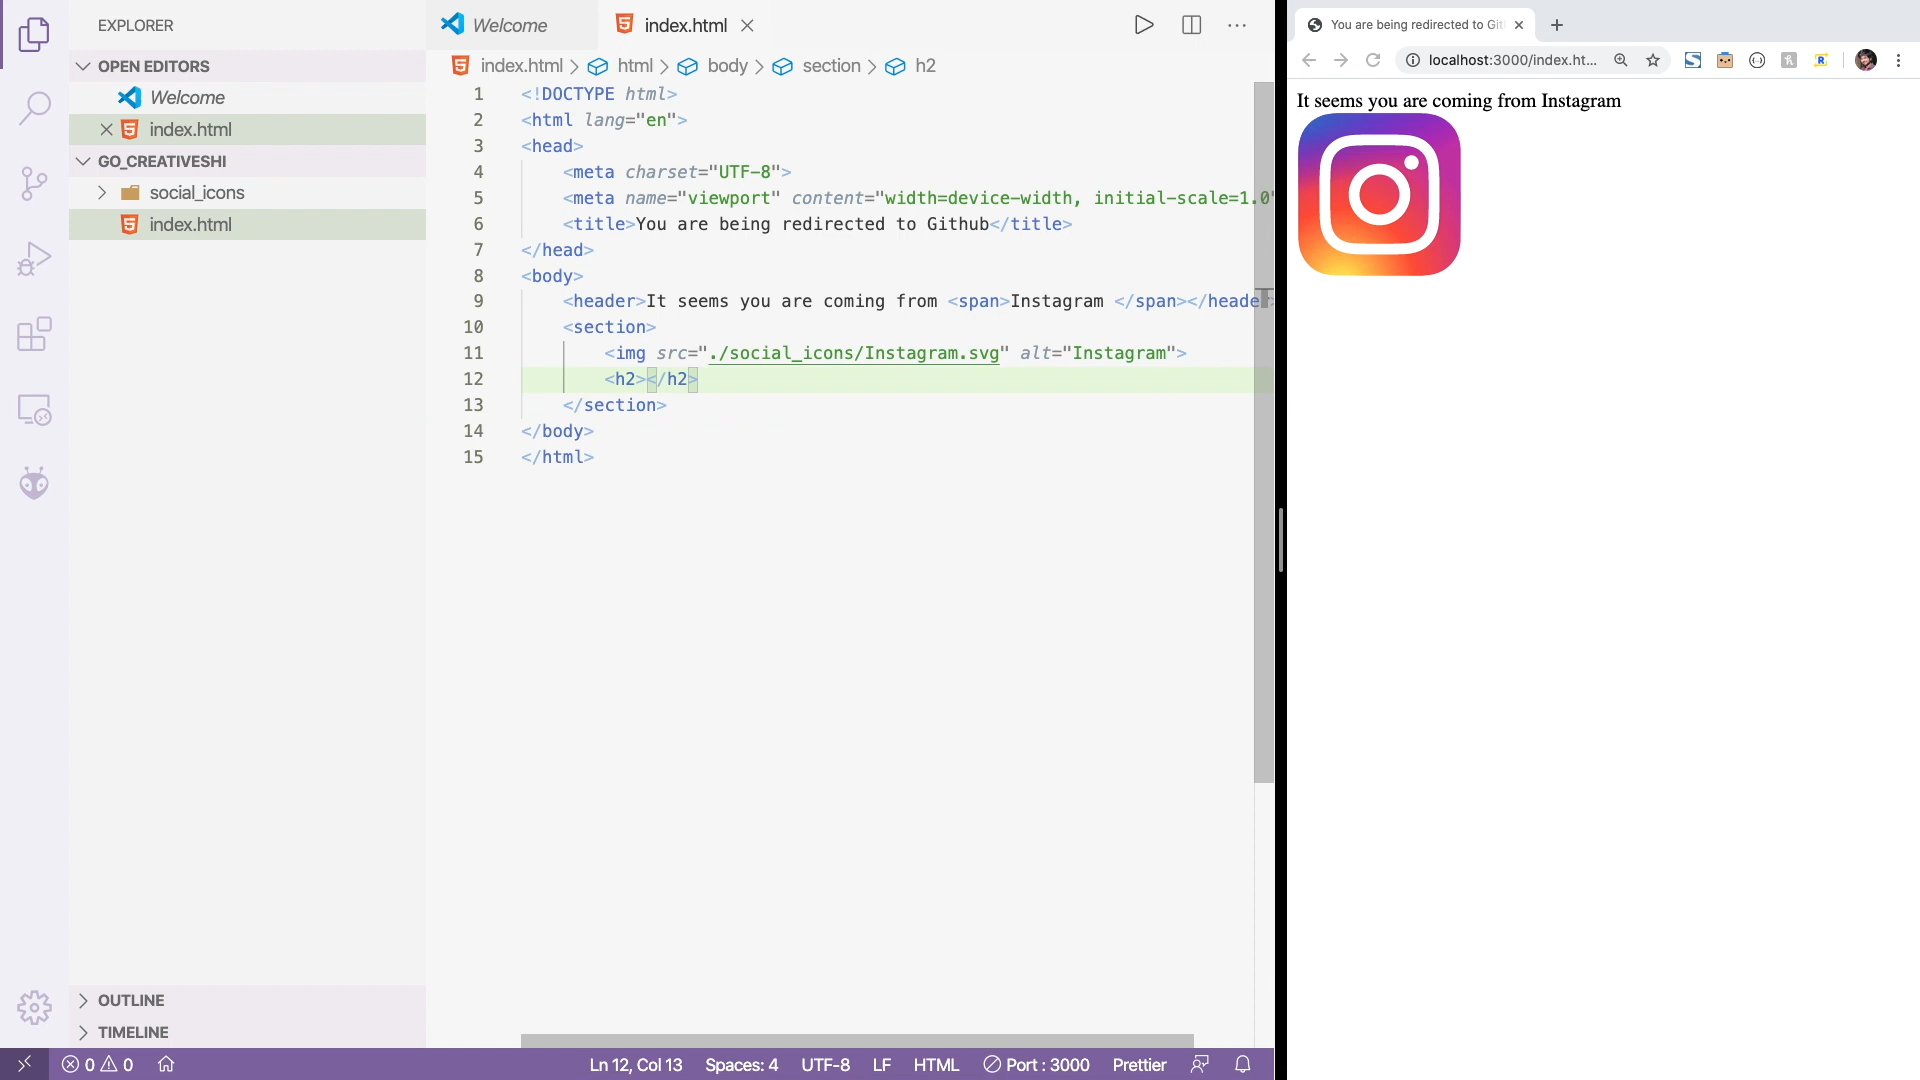 EXPLORER
OPEN EDITORS
Welcome
index.html
GO_CREATIVESHI
social_icons
index.html
OUTLINE
TIMELINE
Welcome
index.html
index.html > html > body > section > h2
1 <!DOCTYPE html>
2 <html lang="en">
3 <head>
4 <meta charset="UTF-8">
5 <meta name="viewport" content="width=device-width, initial-scale=1.0"
6 <title>You are being redirected to Github</title>
7 </head>
8 <body>
9 <header>It seems you are coming from <span>Instagram </span></header>
10 <section>
11 <img src="./social_icons/Instagram.svg" alt="Instagram">
12 <h2></h2>
13 </section>
14 </body>
15 </html>
0 0
Ln 12, Col 13 Spaces: 4 UTF-8 LF HTML Port : 3000 Prettier
You are being redirected to Git
localhost:3000/index.ht...
It seems you are coming from Instagram